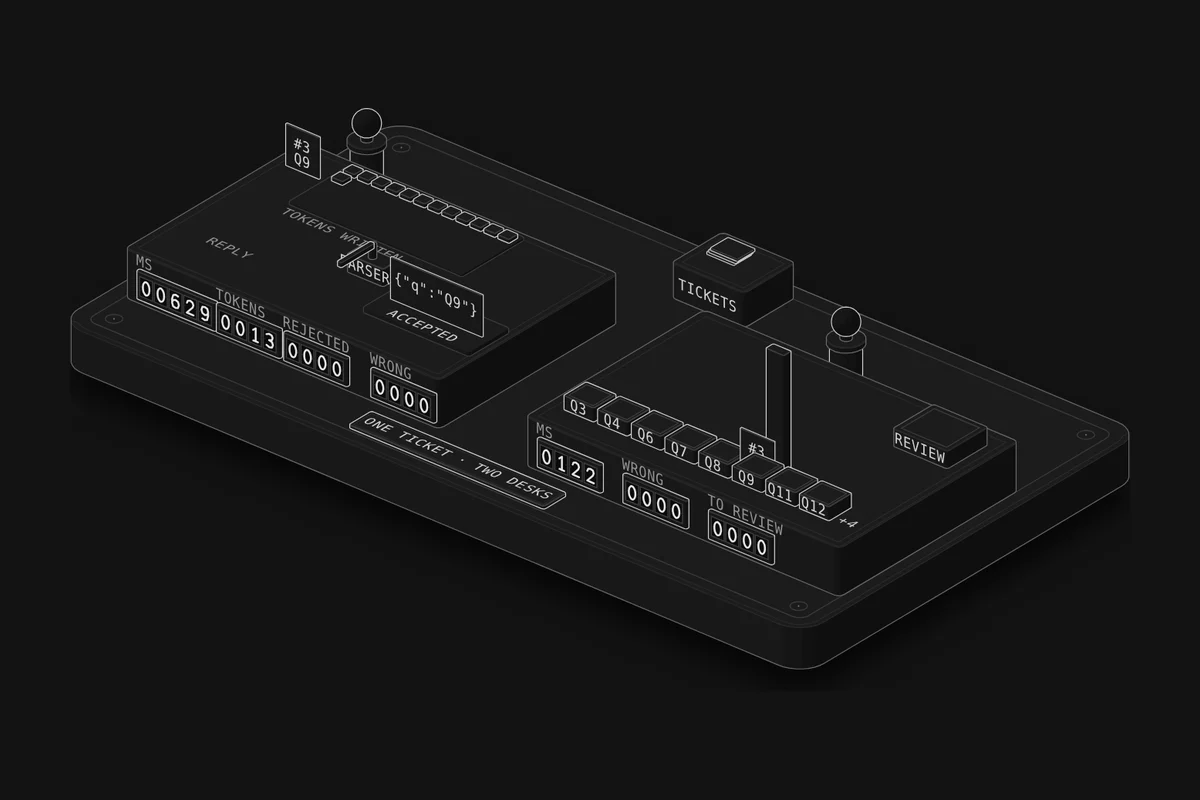 #3
Q9
TOKENS WRITTEN
REPLY
PARSER
{"q":"Q9"}
ACCEPTED
MS
00629
TOKENS
0013
REJECTED
0000
WRONG
0000
TICKETS
ONE TICKET · TWO DESKS
#3
Q3
Q4
Q6
Q7
Q8
Q9
Q11
Q12
+4
REVIEW
MS
0122
WRONG
0000
TO REVIEW
0000